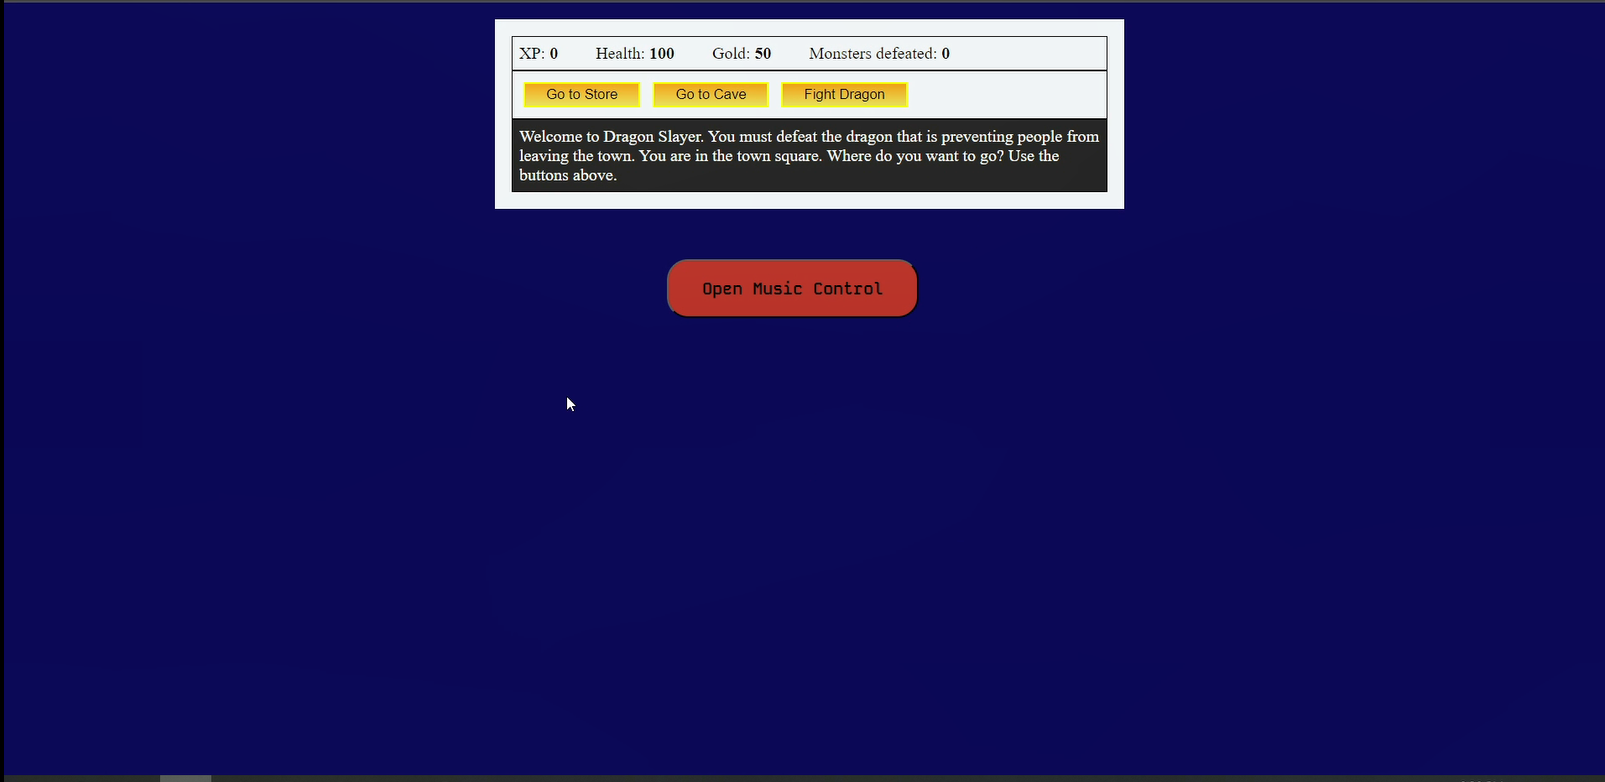 XP: 0 Health: 100 Gold: 50 Monsters defeated: 0
Go to Store Go to Cave Fight Dragon
Welcome to Dragon Slayer. You must defeat the dragon that is preventing people from
leaving the town. You are in the town square. Where do you want to go? Use the
buttons above.
Open Music Control